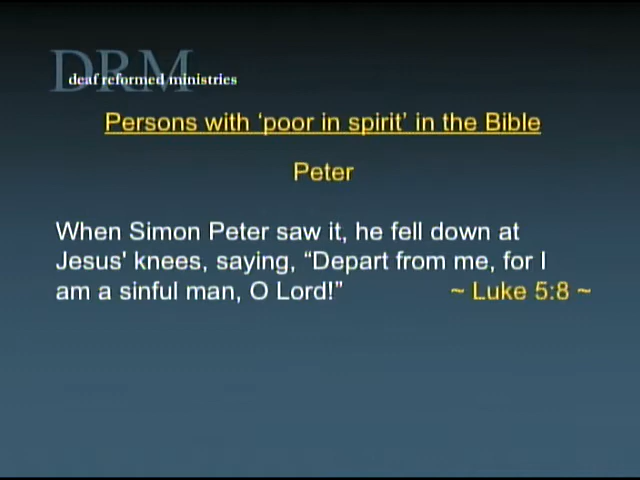 DRM
deaf reformed ministries
Persons with ‘poor in spirit’ in the Bible
Peter
When Simon Peter saw it, he fell down at
Jesus' knees, saying, “Depart from me, for I
am a sinful man, O Lord!” ~ Luke 5:8 ~